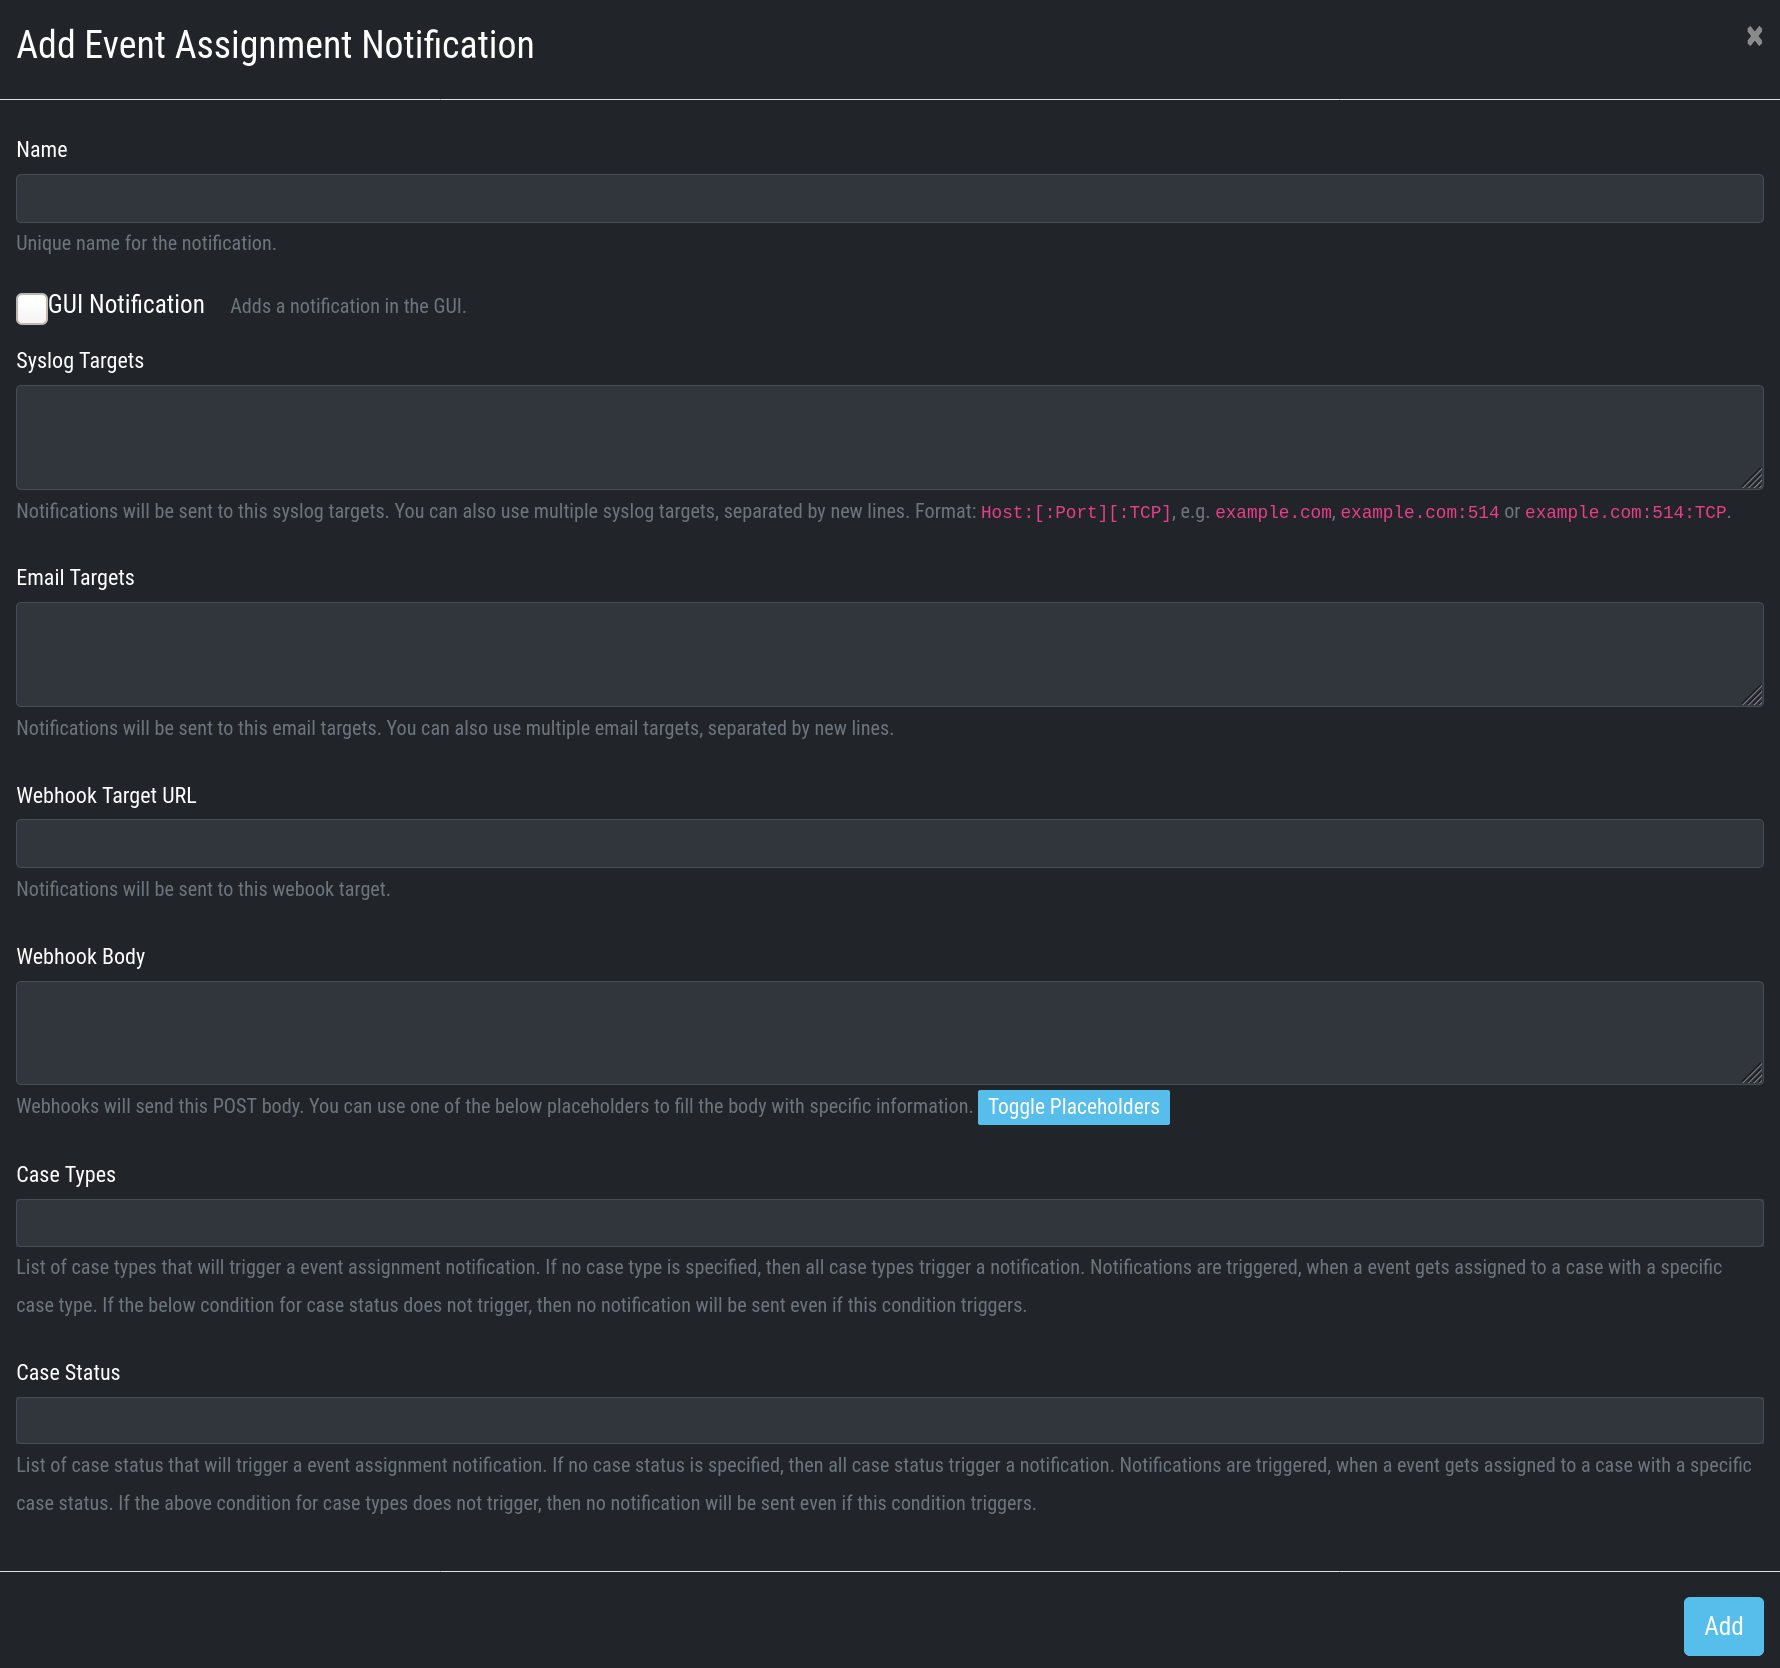 Add Event Assignment Notification
Name
Unique name for the notification.
GUI Notification Adds a notification in the GUI.
Syslog Targets
Notifications will be sent to this syslog targets. You can also use multiple syslog targets, separated by new lines. Format: Host:[:Port][:TCP], e.g. example.com, example.com:514 or example.com:514:TCP.
Email Targets
Notifications will be sent to this email targets. You can also use multiple email targets, separated by new lines.
Webhook Target URL
Notifications will be sent to this webook target.
Webhook Body
Webhooks will send this POST body. You can use one of the below placeholders to fill the body with specific information. Toggle Placeholders
Case Types
List of case types that will trigger a event assignment notification. If no case type is specified, then all case types trigger a notification. Notifications are triggered, when a event gets assigned to a case with a specific
case type. If the below condition for case status does not trigger, then no notification will be sent even if this condition triggers.
Case Status
List of case status that will trigger a event assignment notification. If no case status is specified, then all case status trigger a notification. Notifications are triggered, when a event gets assigned to a case with a specific
case status. If the above condition for case types does not trigger, then no notification will be sent even if this condition triggers.
Add